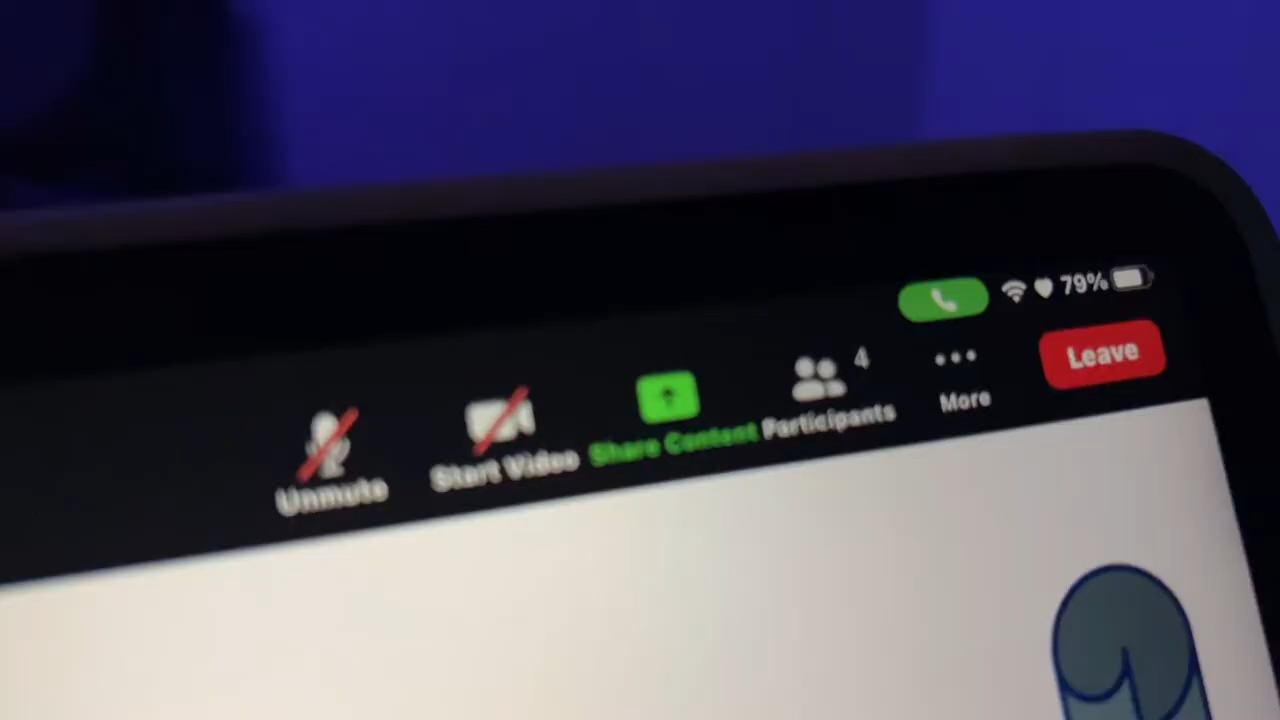 79%
4
Leave
Unmute
Start Video
Share Content
Participants
More